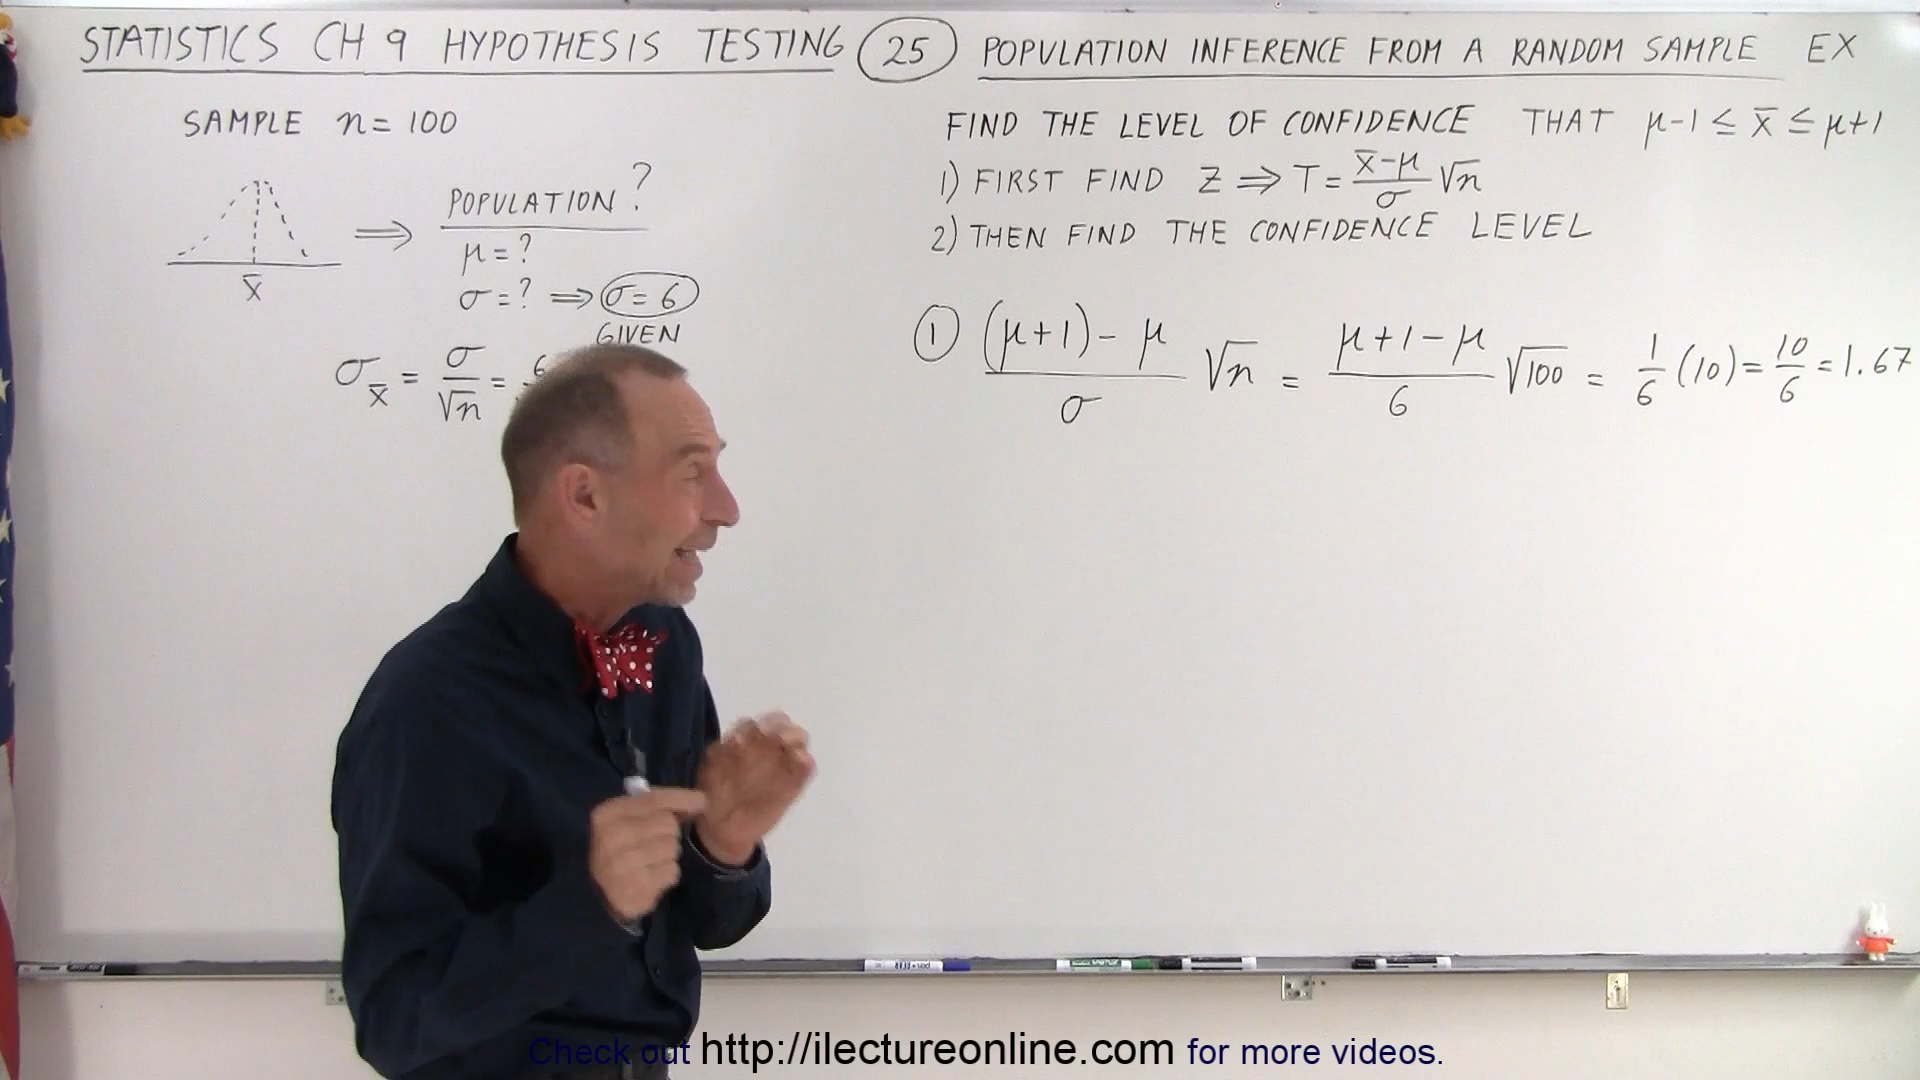 STATISTICS CH 9 HYPOTHESIS TESTING 25 POPULATION INFERENCE FROM A RANDOM SAMPLE EX
SAMPLE n = 100
x̄
⟹
POPULATION?
μ = ?
σ = ? ⟹ σ = 6
GIVEN
σ_x̄ = σ/√n = 6
FIND THE LEVEL OF CONFIDENCE THAT μ-1 ≤ x̄ ≤ μ+1
1) FIRST FIND Z ⟹ T = (x̄-μ)/σ √n
2) THEN FIND THE CONFIDENCE LEVEL
① ((μ+1) - μ)/σ √n = (μ+1-μ)/6 √100 = 1/6 (10) = 10/6 = 1.67
Check out http://ilectureonline.com for more videos.